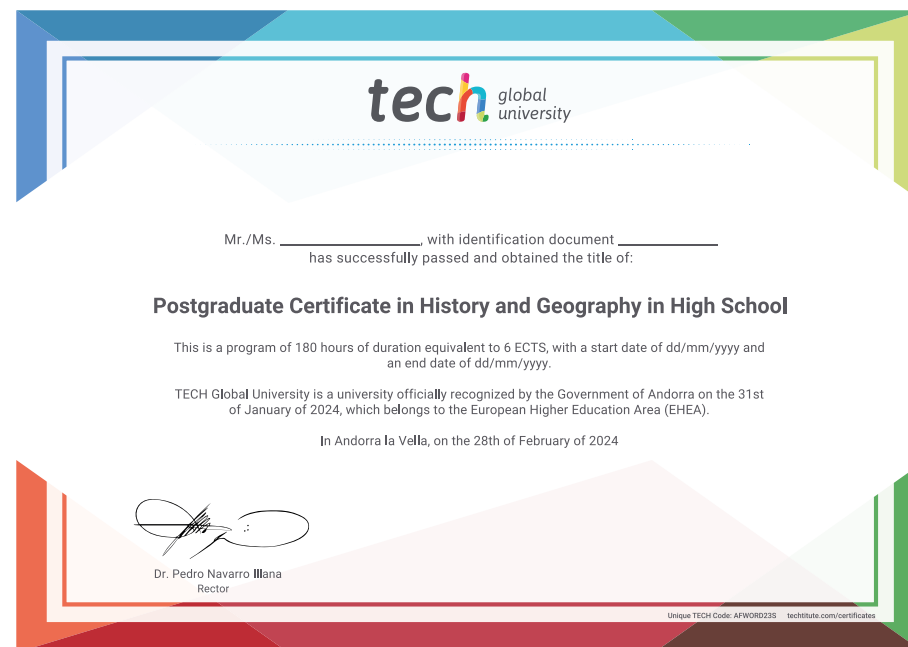 tech global
university
Mr./Ms. ____________, with identification document ____________
has successfully passed and obtained the title of:
Postgraduate Certificate in History and Geography in High School
This is a program of 180 hours of duration equivalent to 6 ECTS, with a start date of dd/mm/yyyy and
an end date of dd/mm/yyyy.
TECH Global University is a university officially recognized by the Government of Andorra on the 31st
of January of 2024, which belongs to the European Higher Education Area (EHEA).
In Andorra la Vella, on the 28th of February of 2024
Dr. Pedro Navarro Illana
Rector
Unique TECH Code: AFWORD23S techtitute.com/certificates